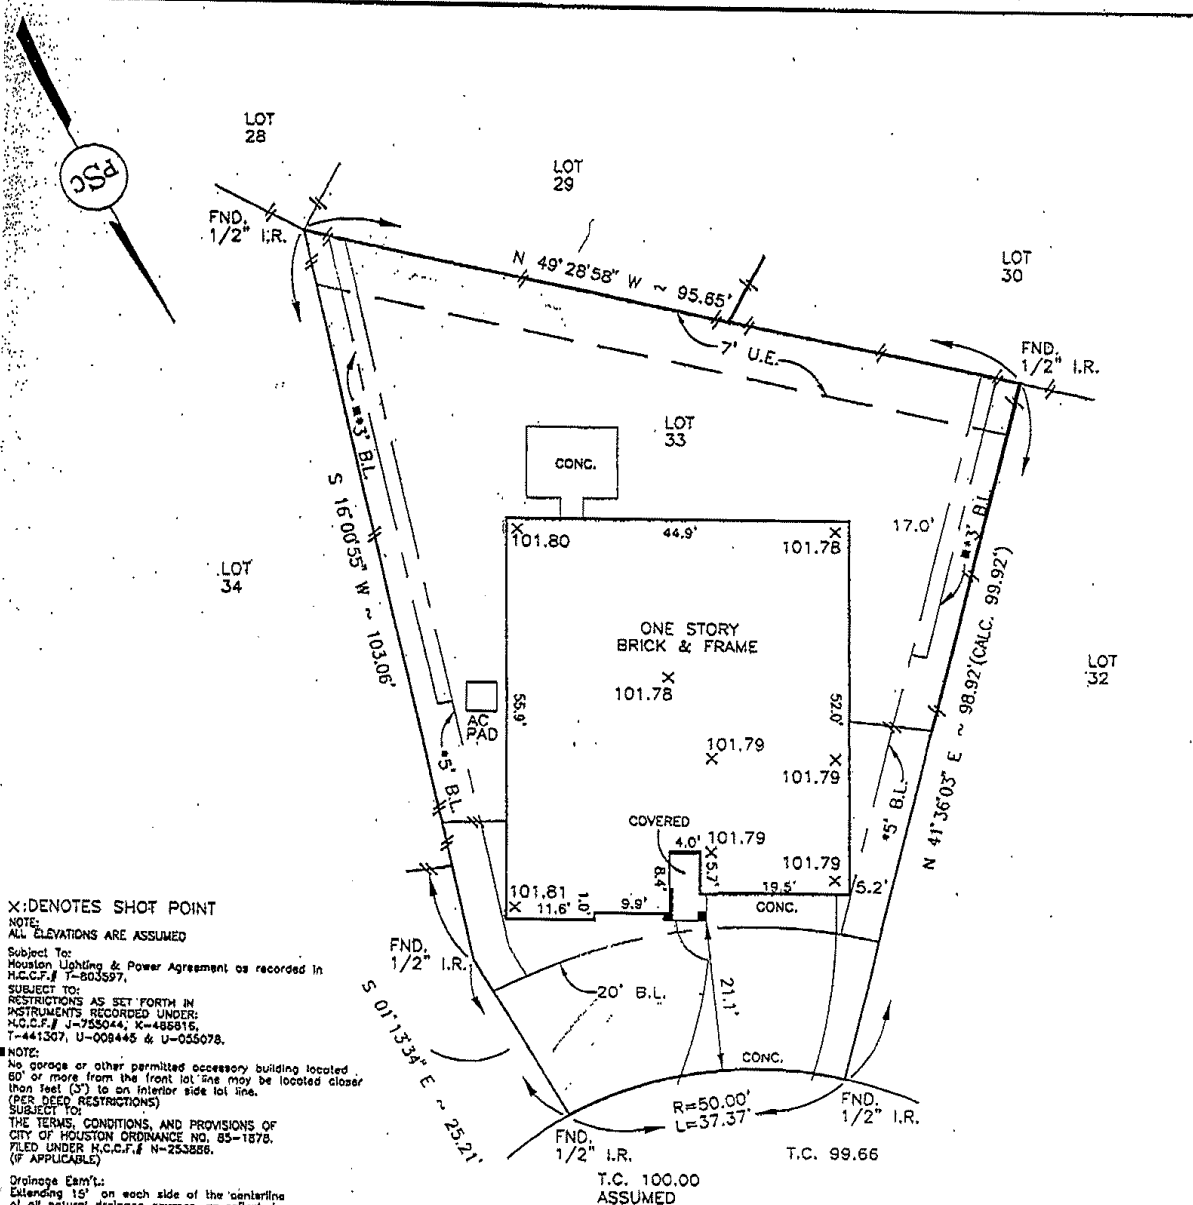 PSC
LOT
28
LOT
29
LOT
30
FND.
1/2" I.R.
N 49°28'58" W ~ 95.65'
FND.
1/2" I.R.
7' U.E.
LOT
33
CONC.
3' B.L.
17.0'
3' B.L.
101.80
44.9'
101.78
LOT
34
S 16°00'55" W ~ 103.06'
ONE STORY
BRICK & FRAME
101.78
LOT
32
AC
PAD
55.9'
52.0'
101.79
101.79
*5' B.L.
*5' B.L.
N 41°36'03" E ~ 98.92'(CALC. 99.92')
COVERED
4.0'
101.79
5.7'
8.4'
101.79
101.81
11.6'
1.0'
9.9'
19.5'
5.2'
CONC.
X:DENOTES SHOT POINT
NOTE:
ALL ELEVATIONS ARE ASSUMED
Subject To:
Houston Lighting & Power Agreement as recorded in
H.C.C.F.# T-803597.
SUBJECT TO:
RESTRICTIONS AS SET FORTH IN
INSTRUMENTS RECORDED UNDER:
H.C.C.F.# J-755044, K-488816,
T-441307, U-009445 & U-055078.
NOTE:
No garage or other permitted accessory building located
60' or more from the front lot line may be located closer
than feet (3') to an interior side lot line.
(PER DEED RESTRICTIONS)
SUBJECT TO:
THE TERMS, CONDITIONS, AND PROVISIONS OF
CITY OF HOUSTON ORDINANCE NO. 85-1878.
FILED UNDER H.C.C.F.# N-253886.
(IF APPLICABLE)
Drainage Esm't.:
Extending 15' on each side of the centerline
of all natural drainage
FND.
1/2" I.R.
20' B.L.
21.1'
S 01°13'34" E ~ 25.21'
CONC.
R=50.00'
L=37.37'
FND.
1/2" I.R.
FND.
1/2" I.R.
T.C. 99.66
T.C. 100.00
ASSUMED